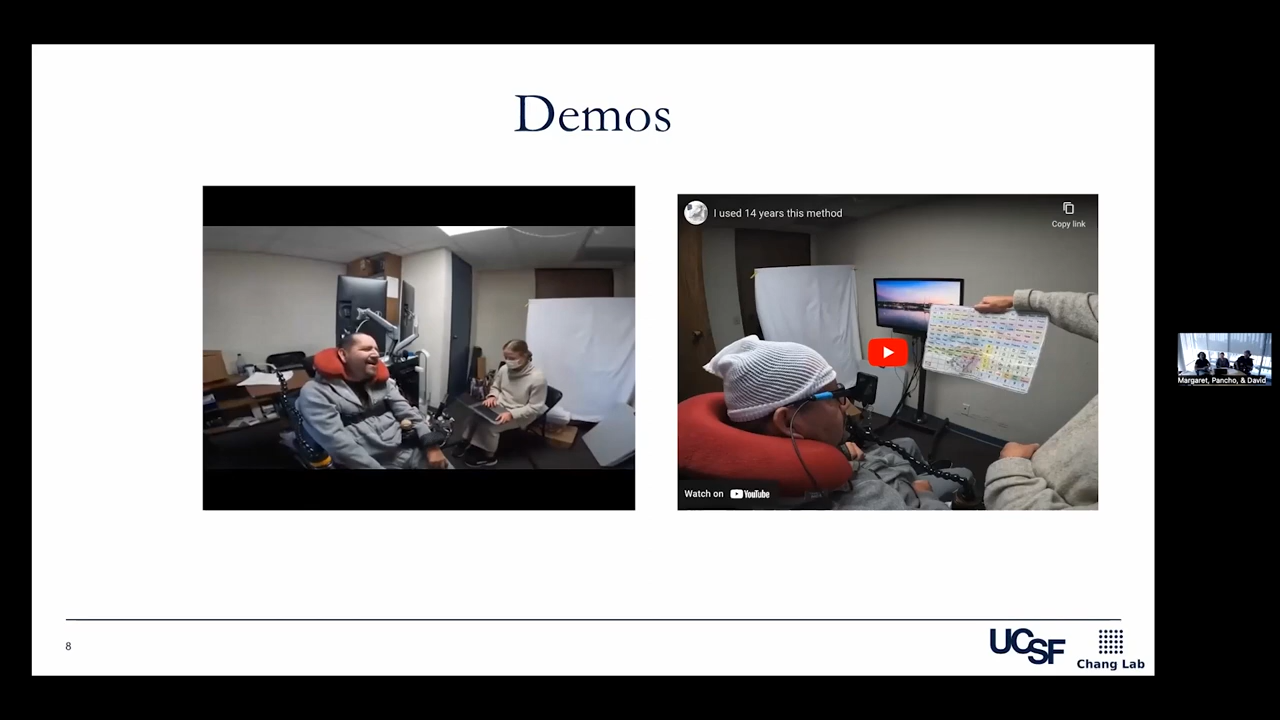 Demos
I used 14 years this method
Copy link
Watch on YouTube
Margaret, Pancho, & David
8
UCSF
Chang Lab